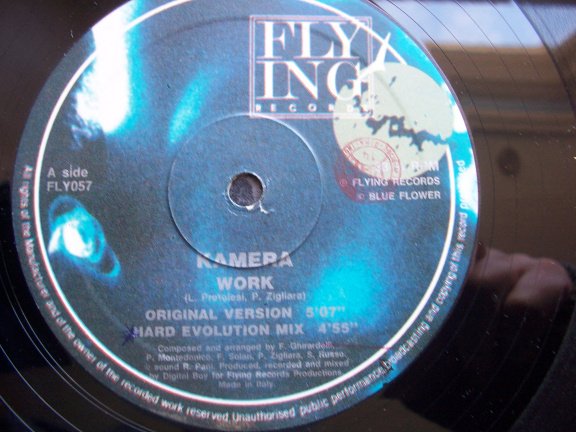 FLY
ING
RECORDS
A side
FLY057
℗ FLYING RECORDS
© BLUE FLOWER
KAMERA
WORK
(L. Pretolesi, P. Zigliara)
ORIGINAL VERSION 5'07"
HARD EVOLUTION MIX 4'55"
Composed and arranged by F. Gherardelli,
P. Montedonico, F. Solari, P. Zigliara, S. Russo.
sound R. Pani. Produced, recorded and mixed
by Digital Boy for Flying Records Productions.
Made in Italy.
All rights of the Manufacturer and of the owner of the recorded work reserved Unauthorised public performance, broadcasting and copying of this record prohibited